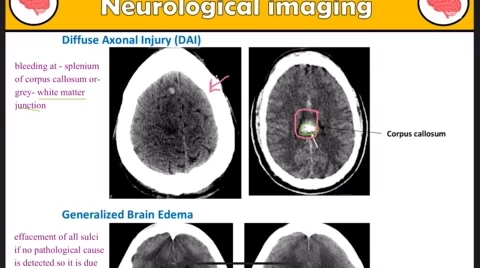 Neurological imaging
Diffuse Axonal Injury (DAI)
bleeding at - splenium
of corpus callosum or-
grey- white matter
junction
Corpus callosum
Generalized Brain Edema
effacement of all sulci
if no pathological cause
is detected so it is due